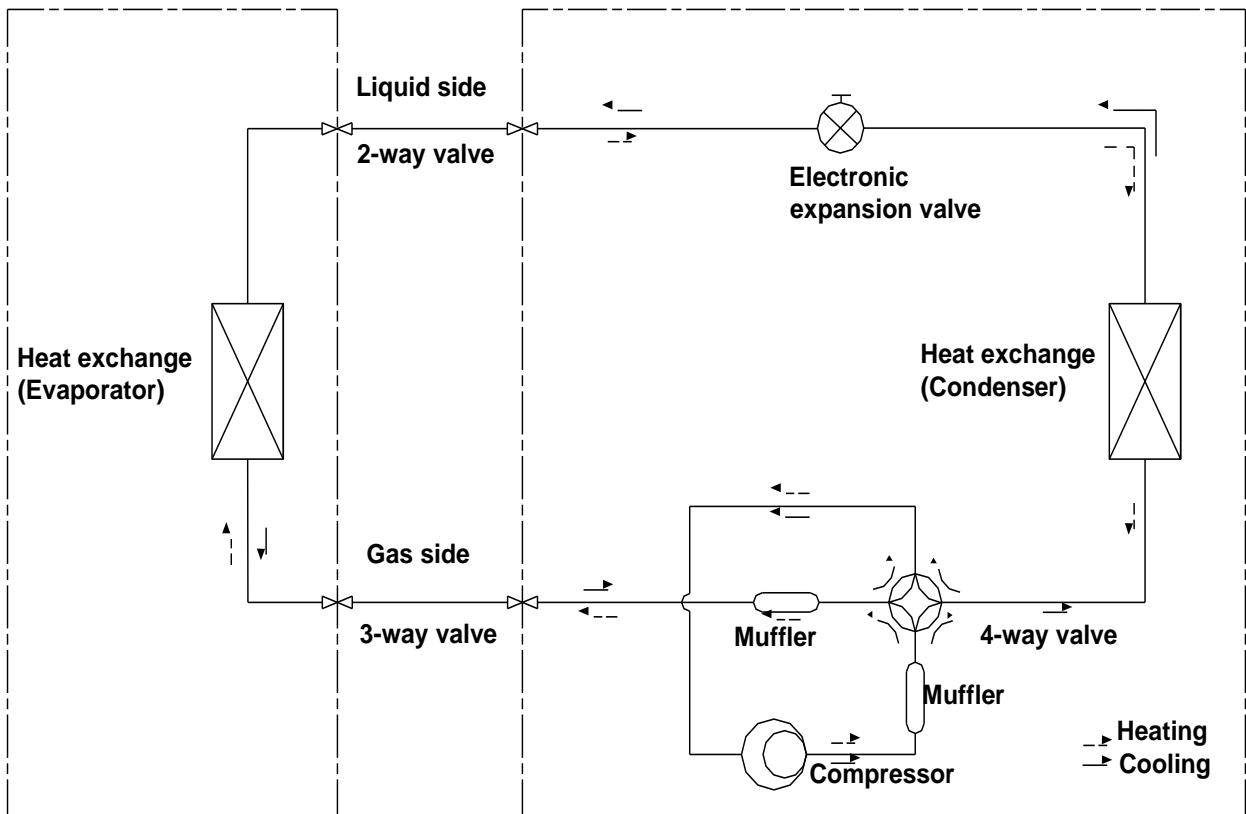 Liquid side
2-way valve
Electronic
expansion valve
Heat exchange
(Evaporator)
Heat exchange
(Condenser)
Gas side
3-way valve
Muffler
4-way valve
Muffler
Compressor
Heating
Cooling